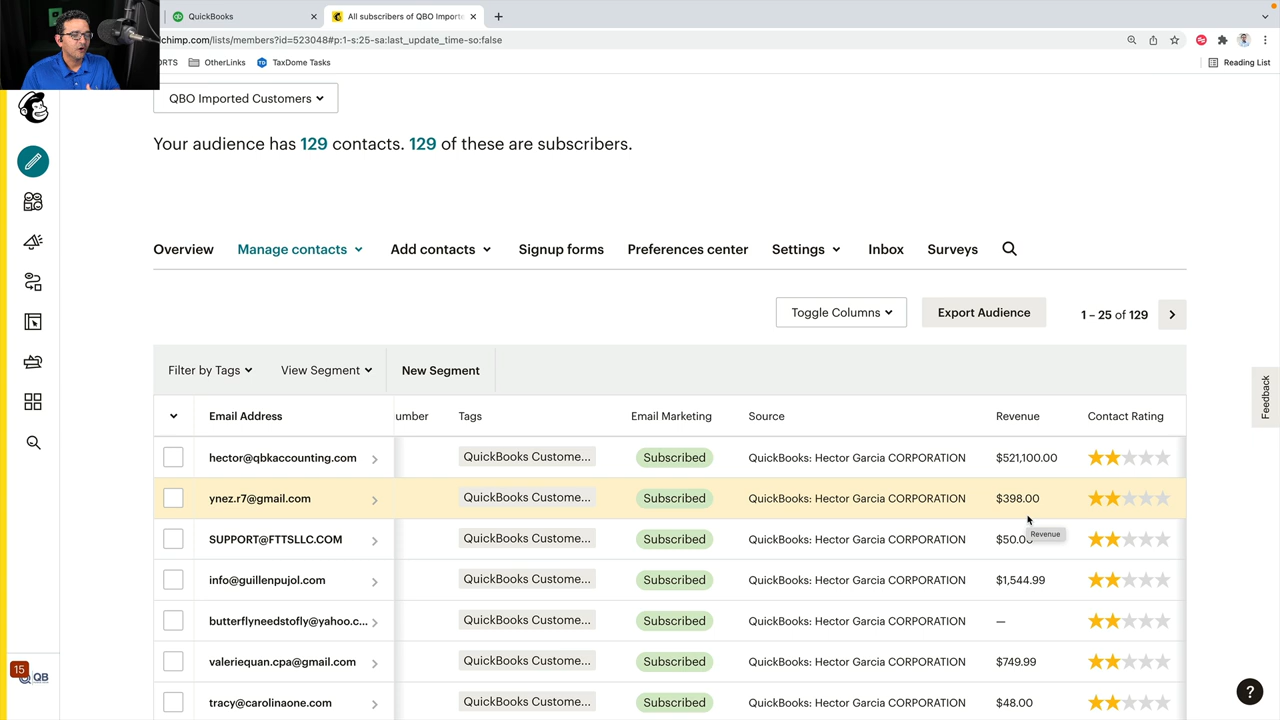 QuickBooks
All subscribers of QBO Importe
chimp.com/lists/members?id=523048#p:1-s:25-sa:last_update_time-so:false
ORTS
OtherLinks
TaxDome Tasks
Reading List
QBO Imported Customers
Your audience has 129 contacts. 129 of these are subscribers.
Overview Manage contacts Add contacts Signup forms Preferences center Settings Inbox Surveys
Toggle Columns Export Audience 1 – 25 of 129
Filter by Tags View Segment New Segment
Feedback
Email Address umber Tags Email Marketing Source Revenue Contact Rating
hector@qbkaccounting.com QuickBooks Custome... Subscribed QuickBooks: Hector Garcia CORPORATION $521,100.00
ynez.r7@gmail.com QuickBooks Custome... Subscribed QuickBooks: Hector Garcia CORPORATION $398.00
Revenue
SUPPORT@FTTSLLC.COM QuickBooks Custome... Subscribed QuickBooks: Hector Garcia CORPORATION $50.00
info@guillenpujol.com QuickBooks Custome... Subscribed QuickBooks: Hector Garcia CORPORATION $1,544.99
butterflyneedstofly@yahoo.c... QuickBooks Custome... Subscribed QuickBooks: Hector Garcia CORPORATION —
valeriequan.cpa@gmail.com QuickBooks Custome... Subscribed QuickBooks: Hector Garcia CORPORATION $749.99
tracy@carolinaone.com QuickBooks Custome... Subscribed QuickBooks: Hector Garcia CORPORATION $48.00
15
QB
?